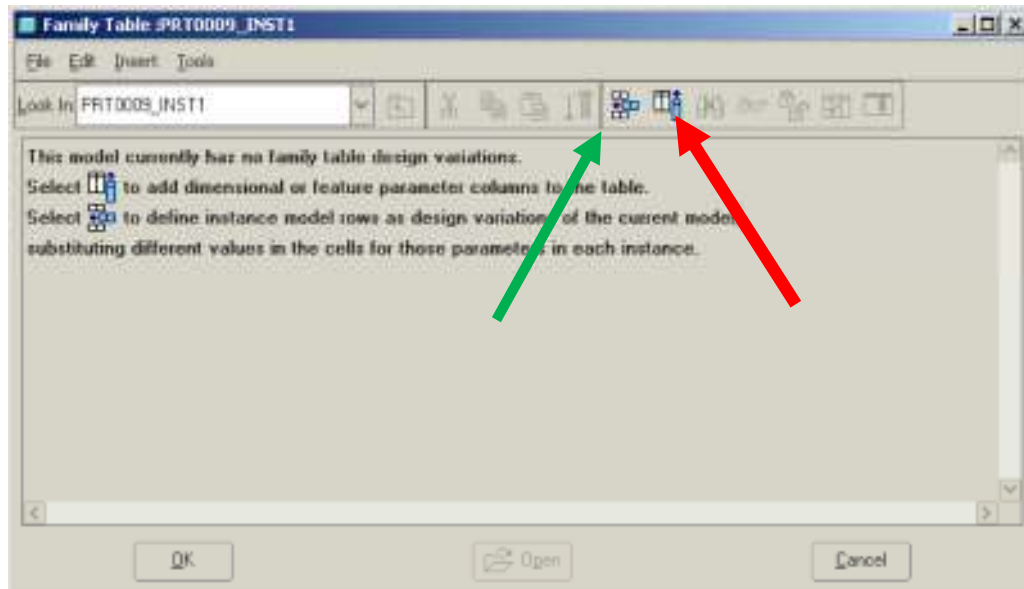 Family Table :PRT0009_INST1
File Edit Insert Tools
Look In: PRT0009_INST1
This model currently has no family table design variations.
Select to add dimensional or feature parameter columns to the table.
Select to define instance model rows as design variations of the current model
substituting different values in the cells for those parameters in each instance.
OK Open Cancel